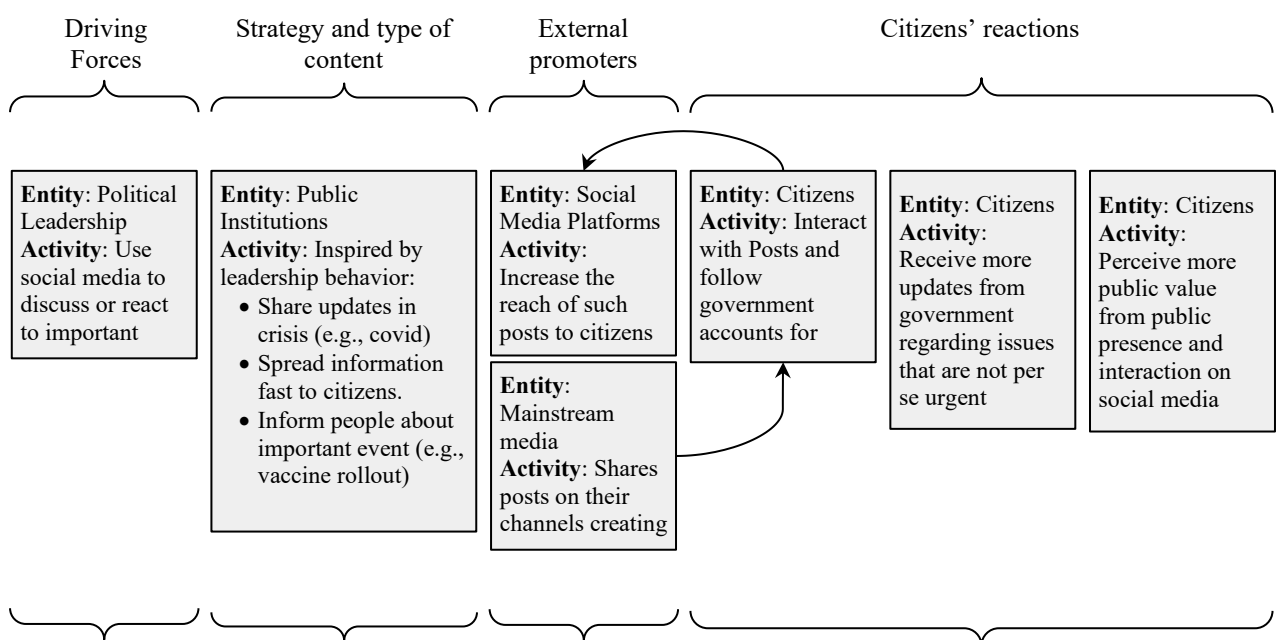 Driving
Forces
Strategy and type of
content
External
promoters
Citizens’ reactions
Entity: Political
Leadership
Activity: Use
social media to
discuss or react
to important
Entity: Public
Institutions
Activity: Inspired by
leadership behavior:
• Share updates in
crisis (e.g., covid)
• Spread information
fast to citizens.
• Inform people about
important event (e.g.,
vaccine rollout)
Entity: Social
Media Platforms
Activity:
Increase the
reach of such
posts to citizens
Entity:
Mainstream
media
Activity: Shares
posts on their
channels creating
Entity: Citizens
Activity: Interact
with Posts and
follow
government
accounts for
Entity: Citizens
Activity:
Receive more
updates from
government
regarding issues
that are not per
se urgent
Entity: Citizens
Activity:
Perceive more
public value
from public
presence and
interaction on
social media